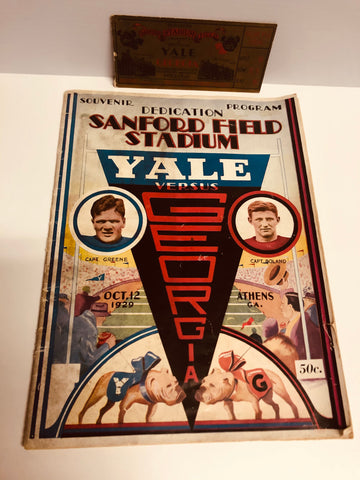 YALE
SOUVENIR PROGRAM
DEDICATION
SANFORD FIELD
STADIUM
YALE
VERSUS
GEORGIA
CAPT. GREENE
CAPT. BOLAND
OCT. 12
1929
ATHENS
GA.
Y
G
50c.